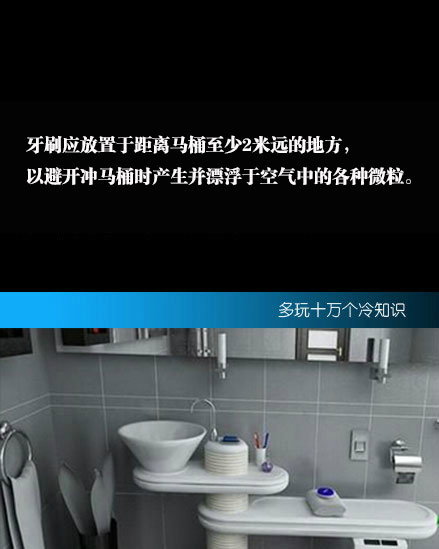 牙刷应放置于距离马桶至少2米远的地方，
以避开冲马桶时产生并漂浮于空气中的各种微粒。
多玩十万个冷知识